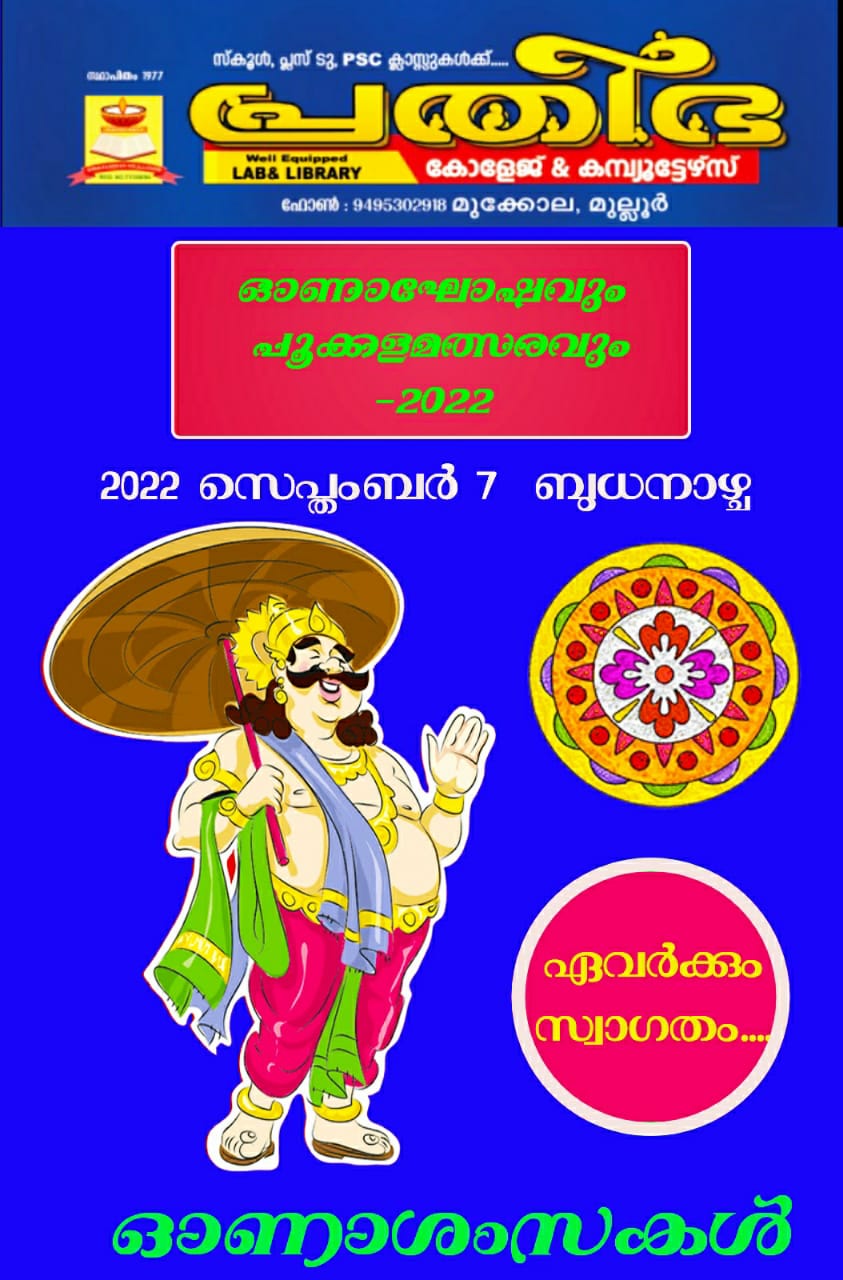 സ്കൂൾ, പ്ലസ് ടു, PSC ക്ലാസ്സുകൾക്ക്.....
സ്ഥാപിതം 1977
പ്രതിഭ
Well Equipped
LAB& LIBRARY
കോളേജ് & കമ്പ്യൂട്ടേഴ്സ്
ഫോൺ : 9495302918 മുക്കോല, മുല്ലൂർ
ഓണാഘോഷവും
പൂക്കളമത്സരവും
-2022
2022 സെപ്തംബർ 7 ബുധനാഴ്ച
ഏവർക്കും
സ്വാഗതം....
ഓണാശംസകൾ